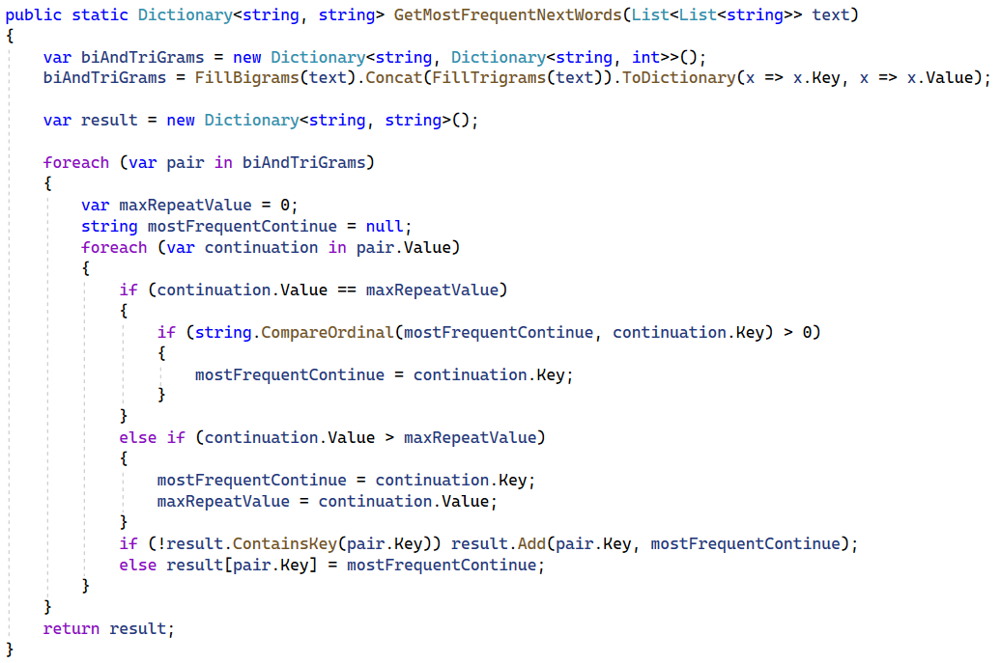 public static Dictionary<string, string> GetMostFrequentNextWords(List<List<string>> text)
{
    var biAndTriGrams = new Dictionary<string, Dictionary<string, int>>();
    biAndTriGrams = FillBigrams(text).Concat(FillTrigrams(text)).ToDictionary(x => x.Key, x => x.Value);

    var result = new Dictionary<string, string>();

    foreach (var pair in biAndTriGrams)
    {
        var maxRepeatValue = 0;
        string mostFrequentContinue = null;
        foreach (var continuation in pair.Value)
        {
            if (continuation.Value == maxRepeatValue)
            {
                if (string.CompareOrdinal(mostFrequentContinue, continuation.Key) > 0)
                {
                    mostFrequentContinue = continuation.Key;
                }
            }
            else if (continuation.Value > maxRepeatValue)
            {
                mostFrequentContinue = continuation.Key;
                maxRepeatValue = continuation.Value;
            }
            if (!result.ContainsKey(pair.Key)) result.Add(pair.Key, mostFrequentContinue);
            else result[pair.Key] = mostFrequentContinue;
        }
    }
    return result;
}